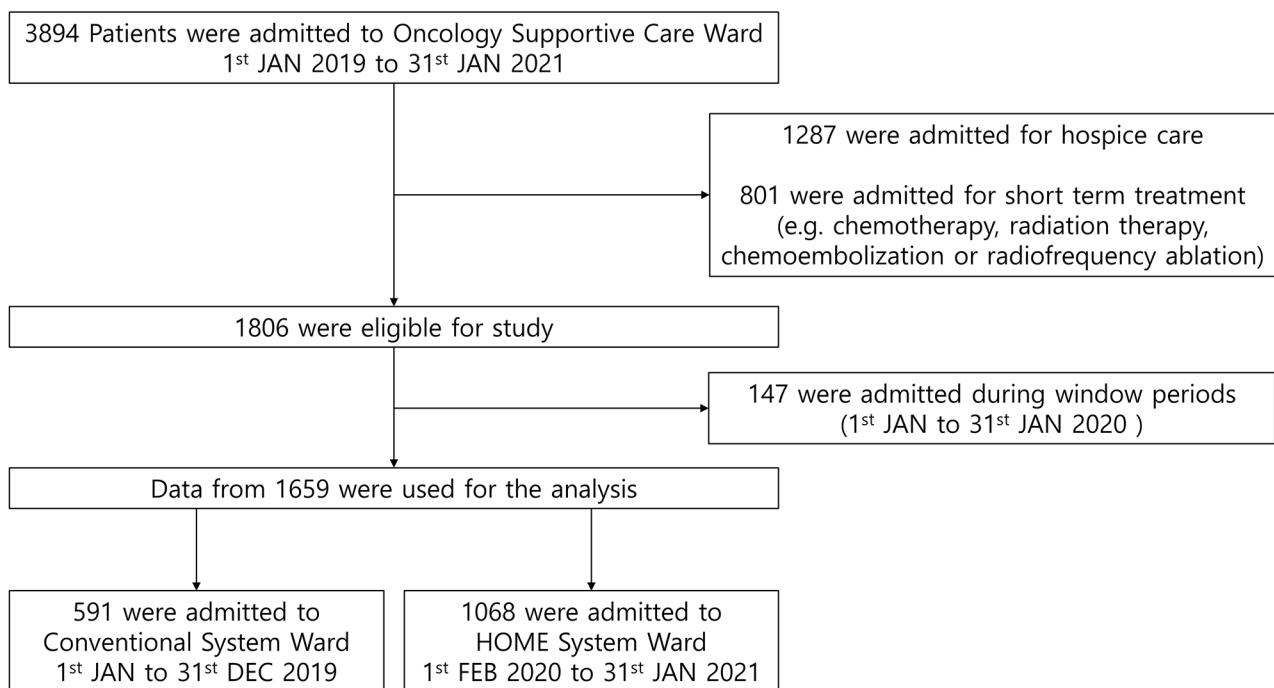 3894 Patients were admitted to Oncology Supportive Care Ward
1st JAN 2019 to 31st JAN 2021
1287 were admitted for hospice care
801 were admitted for short term treatment
(e.g. chemotherapy, radiation therapy,
chemoembolization or radiofrequency ablation)
1806 were eligible for study
147 were admitted during window periods
(1st JAN to 31st JAN 2020 )
Data from 1659 were used for the analysis
591 were admitted to
Conventional System Ward
1st JAN to 31st DEC 2019
1068 were admitted to
HOME System Ward
1st FEB 2020 to 31st JAN 2021